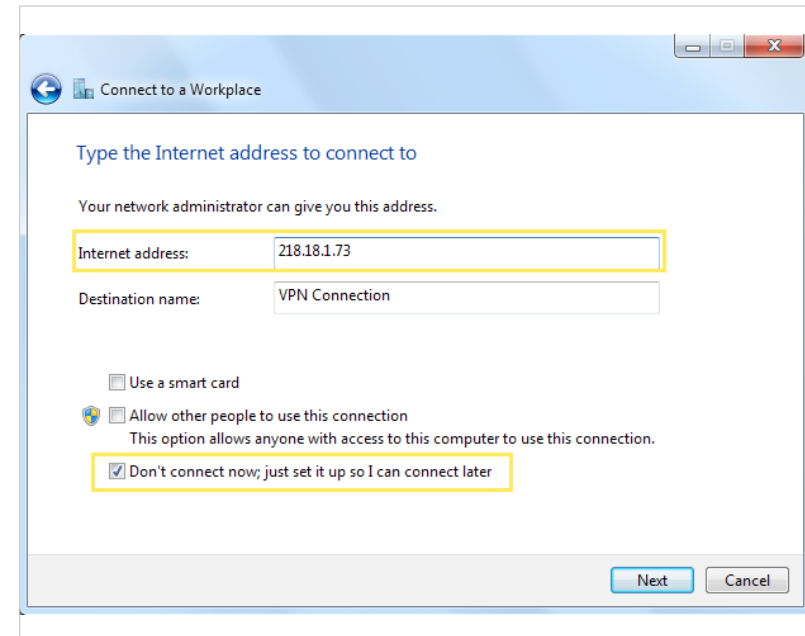 Connect to a Workplace
Type the Internet address to connect to
Your network administrator can give you this address.
Internet address: 218.18.1.73
Destination name: VPN Connection
Use a smart card
Allow other people to use this connection
This option allows anyone with access to this computer to use this connection.
Don't connect now; just set it up so I can connect later
Next Cancel